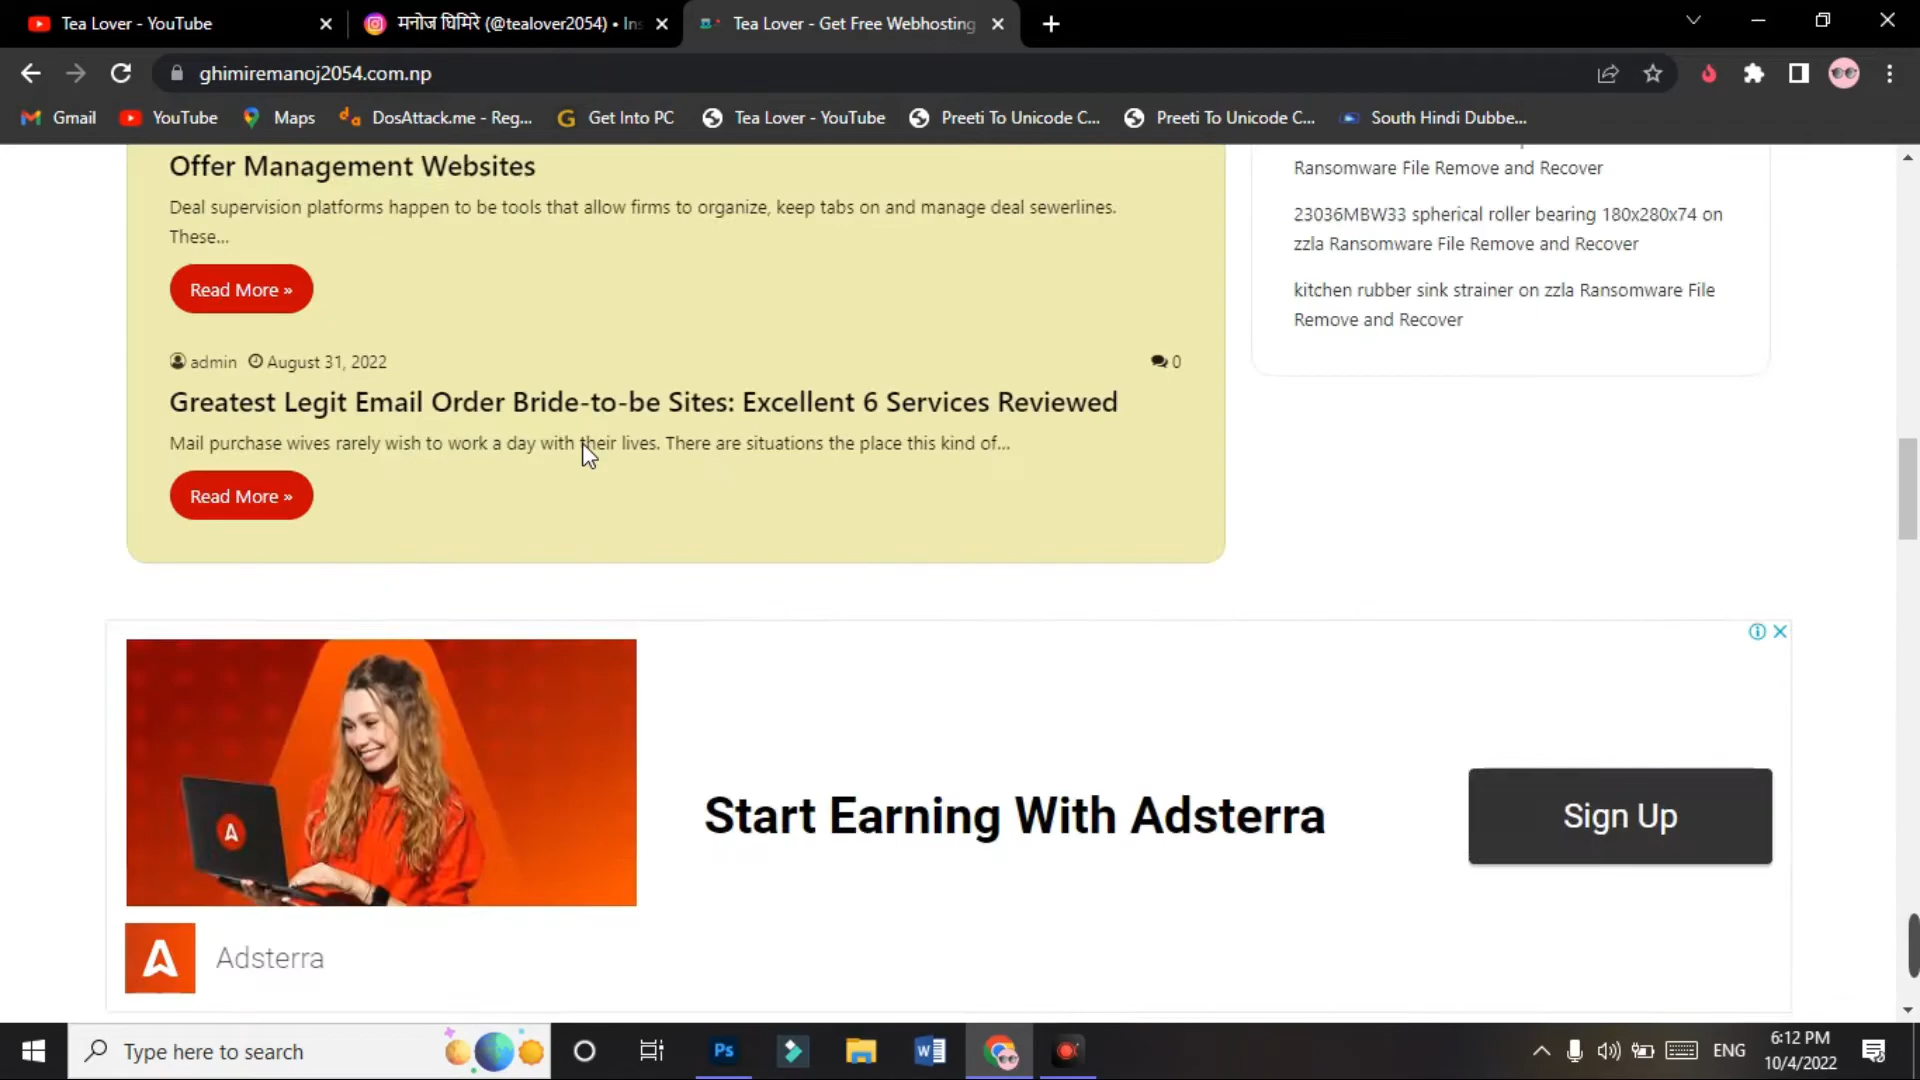 Tea Lover - YouTube
मनोज घिमिरे (@tealover2054) • Ins
Tea Lover - Get Free Webhosting
ghimiremanoj2054.com.np
Gmail
YouTube
Maps
DosAttack.me - Reg...
Get Into PC
Tea Lover - YouTube
Preeti To Unicode C...
Preeti To Unicode C...
South Hindi Dubbe...
Offer Management Websites
Deal supervision platforms happen to be tools that allow firms to organize, keep tabs on and manage deal sewerlines.
These...
Read More »
admin August 31, 2022 0
Greatest Legit Email Order Bride-to-be Sites: Excellent 6 Services Reviewed
Mail purchase wives rarely wish to work a day with their lives. There are situations the place this kind of...
Read More »
Ransomware File Remove and Recover
23036MBW33 spherical roller bearing 180x280x74 on
zzla Ransomware File Remove and Recover
kitchen rubber sink strainer on zzla Ransomware File
Remove and Recover
Start Earning With Adsterra
Sign Up
Adsterra
Type here to search
Ps
ENG
6:12 PM
10/4/2022